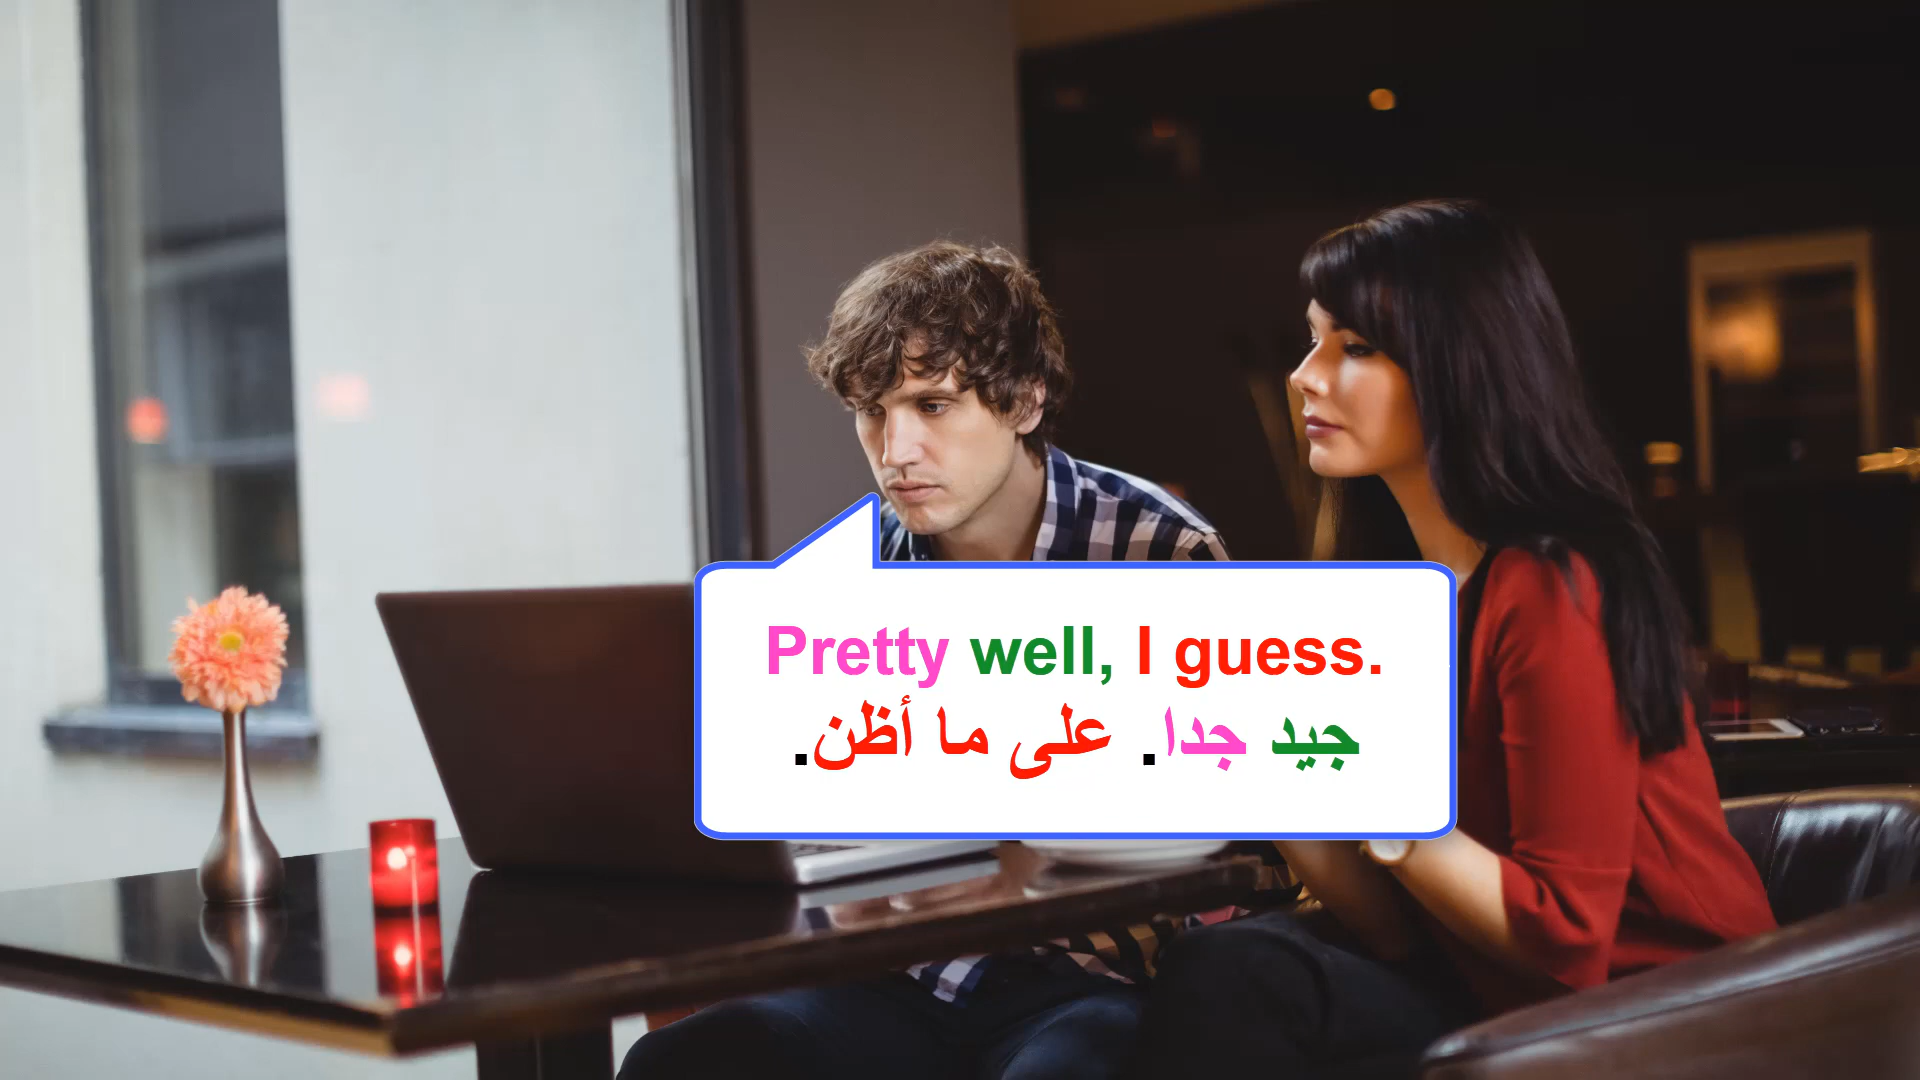 Pretty well, I guess.
جيد جدا. على ما أظن.